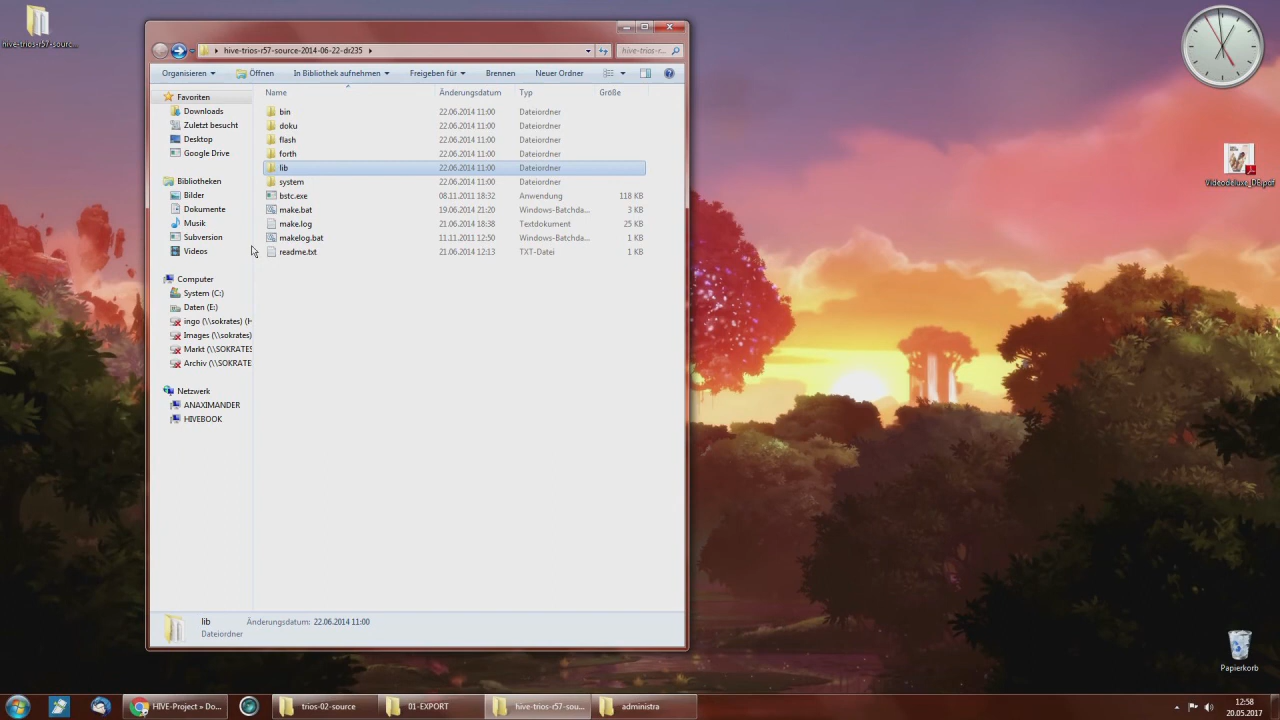 hive-trios-r57-sourc...
hive-trios-r57-source-2014-06-22-dr235
hive-trios-r...
Organisieren
Öffnen
In Bibliothek aufnehmen
Freigeben für
Brennen
Neuer Ordner
Name Änderungsdatum Typ Größe
Favoriten
Downloads
Zuletzt besucht
Desktop
Google Drive
Bibliotheken
Bilder
Dokumente
Musik
Subversion
Videos
Computer
System (C:)
Daten (E:)
ingo (\\sokrates) (H
Images (\\sokrates)
Markt (\\SOKRATES
Archiv (\\SOKRATE
Netzwerk
ANAXIMANDER
HIVEBOOK
bin 22.06.2014 11:00 Dateiordner
doku 22.06.2014 11:00 Dateiordner
flash 22.06.2014 11:00 Dateiordner
forth 22.06.2014 11:00 Dateiordner
lib 22.06.2014 11:00 Dateiordner
system 22.06.2014 11:00 Dateiordner
bstc.exe 08.11.2011 18:32 Anwendung 118 KB
make.bat 19.06.2014 21:20 Windows-Batchda... 3 KB
make.log 21.06.2014 18:38 Textdokument 25 KB
makelog.bat 11.11.2011 12:50 Windows-Batchda... 1 KB
readme.txt 21.06.2014 12:13 TXT-Datei 1 KB
lib Änderungsdatum: 22.06.2014 11:00
Dateiordner
Papierkorb
HIVE-Project » Do...
trios-02-source
01-EXPORT
hive-trios-r57-sou...
administra
12:58
20.05.2017